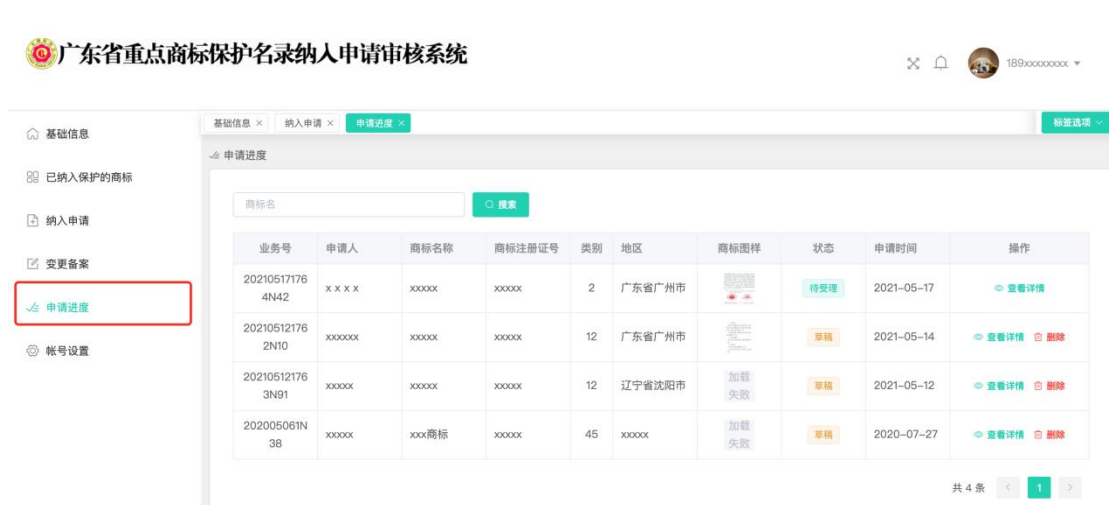 广东省重点商标保护名录纳入申请审核系统
189xxxxxxxx
基础信息
已纳入保护的商标
纳入申请
变更备案
申请进度
帐号设置
基础信息 × 纳入申请 × 申请进度 × 标签选项
申请进度
商标名 搜索
业务号 申请人 商标名称 商标注册证号 类别 地区 商标图样 状态 申请时间 操作
20210517176
4N42
x x x x xxxxx xxxxx 2 广东省广州市 待受理 2021-05-17 查看详情
20210512176
2N10
xxxxxx xxxxx xxxxx 12 广东省广州市 草稿 2021-05-14 查看详情 删除
20210512176
3N91
xxxxx xxxxx xxxxx 12 辽宁省沈阳市 加载
失败
草稿 2021-05-12 查看详情 删除
202005061N
38
xxxxx xxx商标 xxxxx 45 xxxxx 加载
失败
草稿 2020-07-27 查看详情 删除
共 4 条 < 1 >